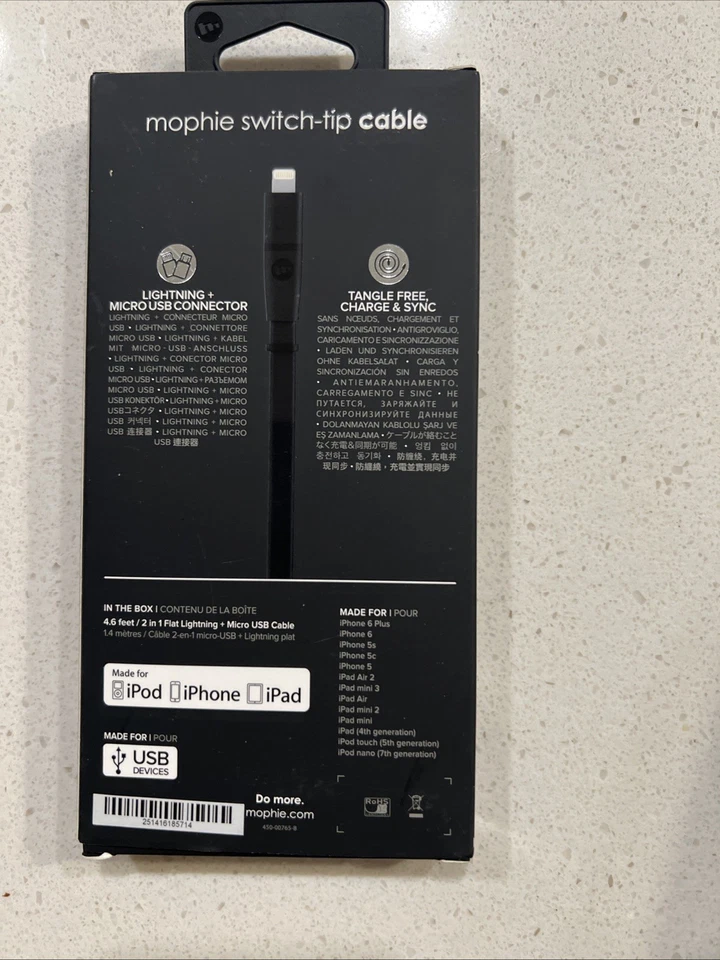 mophie switch-tip cable
LIGHTNING +
MICRO USB CONNECTOR
LIGHTNING + CONNECTEUR MICRO
USB • LIGHTNING + CONNETTORE
MICRO USB • LIGHTNING + KABEL
MIT MICRO-USB-ANSCHLUSS
• LIGHTNING + CONECTOR MICRO
USB • LIGHTNING + CONECTOR
MICRO USB • LIGHTNING + РАЗЪЕМОМ
MICRO USB • LIGHTNING + MICRO
USB KONEKTÖR • LIGHTNING + MICRO
USBコネクタ • LIGHTNING + MICRO
USB 커넥터 • LIGHTNING + MICRO
USB 连接器 • LIGHTNING + MICRO
USB 連接器
TANGLE FREE,
CHARGE & SYNC
SANS NŒUDS, CHARGEMENT ET
SYNCHRONISATION • ANTIGROVIGLIO,
CARICAMENTO E SINCRONIZZAZIONE
• LADEN UND SYNCHRONISIEREN
OHNE KABELSALAT • CARGA Y
SINCRONIZACIÓN SIN ENREDOS
• ANTIEMARANHAMENTO,
CARREGAMENTO E SINC • НЕ
ПУТАЕТСЯ, ЗАРЯЖАЙТЕ И
СИНХРОНИЗИРУЙТЕ ДАННЫЕ
• DOLANMAYAN KABLOLU ŞARJ VE
EŞ ZAMANLAMA • ケーブルが絡むこと
なく充電&同期が可能 • 엉킴 없이
충전하고 동기화 • 防缠绕，充电并
现同步 • 防纏繞，充電並實現同步
IN THE BOX | CONTENU DE LA BOÎTE
4.6 feet / 2 in 1 Flat Lightning + Micro USB Cable
1.4 mètres / Câble 2-en-1 micro-USB + Lightning plat
Made for
iPod iPhone iPad
MADE FOR | POUR
USB
DEVICES
MADE FOR | POUR
iPhone 6 Plus
iPhone 6
iPhone 5s
iPhone 5c
iPhone 5
iPad Air 2
iPad mini 3
iPad Air
iPad mini 2
iPad mini
iPad (4th generation)
iPod touch (5th generation)
iPod nano (7th generation)
251416185714
Do more.
mophie.com
450-00765-B
RoHS